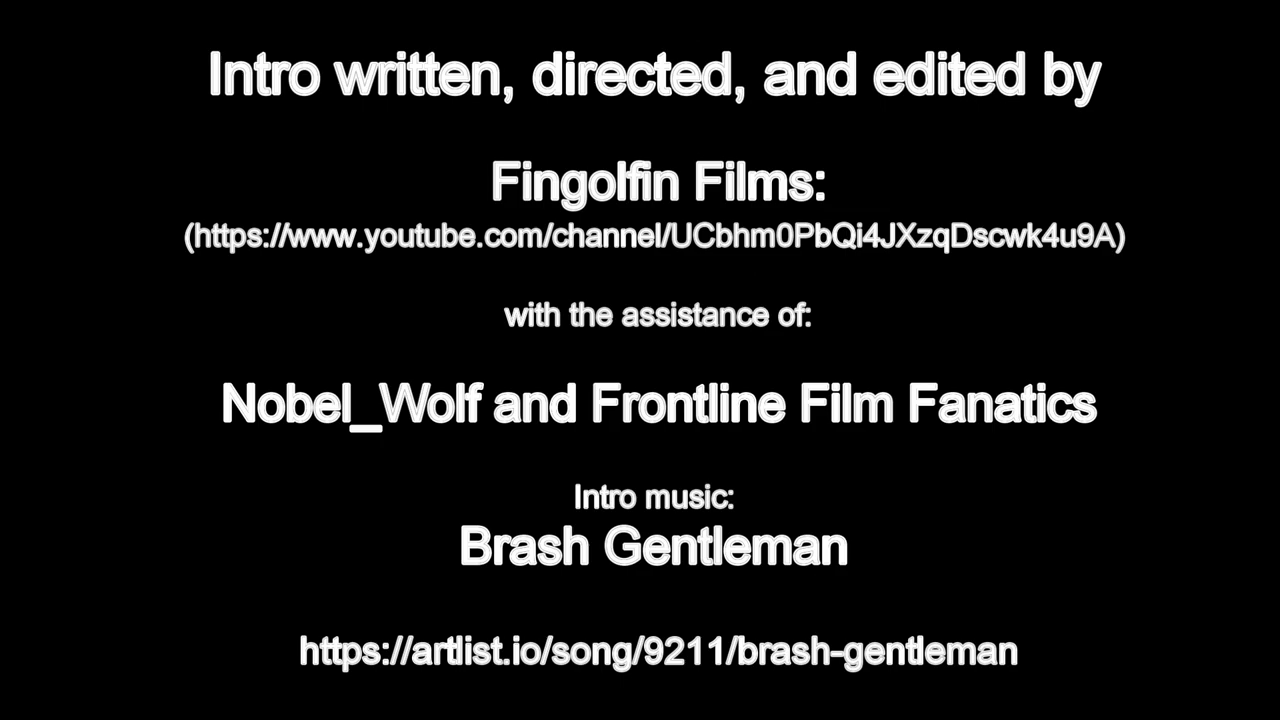 Intro written, directed, and edited by
Fingolfin Films:
(https://www.youtube.com/channel/UCbhm0PbQi4JXzqDscwk4u9A)
with the assistance of:
Nobel_Wolf and Frontline Film Fanatics
Intro music:
Brash Gentleman
https://artlist.io/song/9211/brash-gentleman